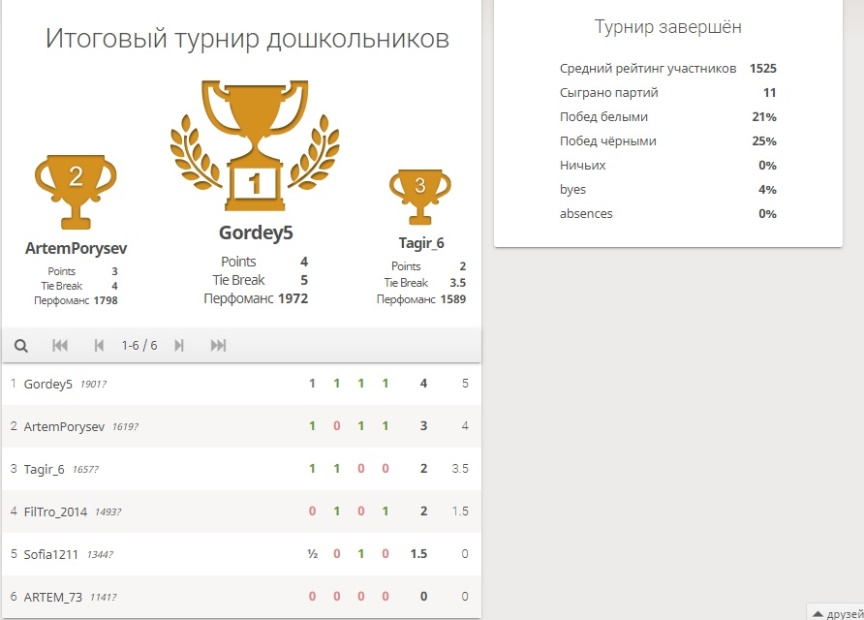 Итоговый турнир дошкольников
2
1
3
ArtemPorysev
Points 3
Tie Break 4
Перфоманс 1798
Gordey5
Points 4
Tie Break 5
Перфоманс 1972
Tagir_6
Points 2
Tie Break 3.5
Перфоманс 1589
1-6 / 6
1 Gordey5 1901? 1 1 1 1 4 5
2 ArtemPorysev 1619? 1 0 1 1 3 4
3 Tagir_6 1657? 1 1 0 0 2 3.5
4 FilTro_2014 1493? 0 1 0 1 2 1.5
5 Sofia1211 1344? ½ 0 1 0 1.5 0
6 ARTEM_73 1141? 0 0 0 0 0 0
Турнир завершён
Средний рейтинг участников 1525
Сыграно партий 11
Побед белыми 21%
Побед чёрными 25%
Ничьих 0%
byes 4%
absences 0%
друзей